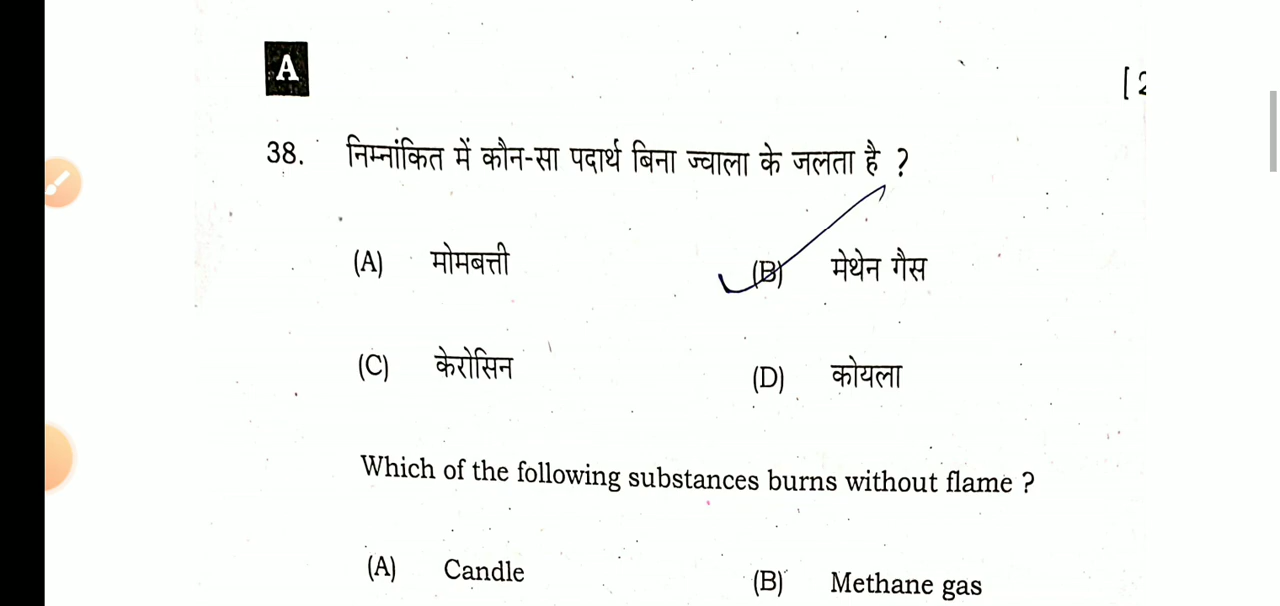 A
[2
38. निम्नांकित में कौन-सा पदार्थ बिना ज्वाला के जलता है ?
(A) मोमबत्ती (B) मेथेन गैस
(C) केरोसिन (D) कोयला
Which of the following substances burns without flame ?
(A) Candle (B) Methane gas